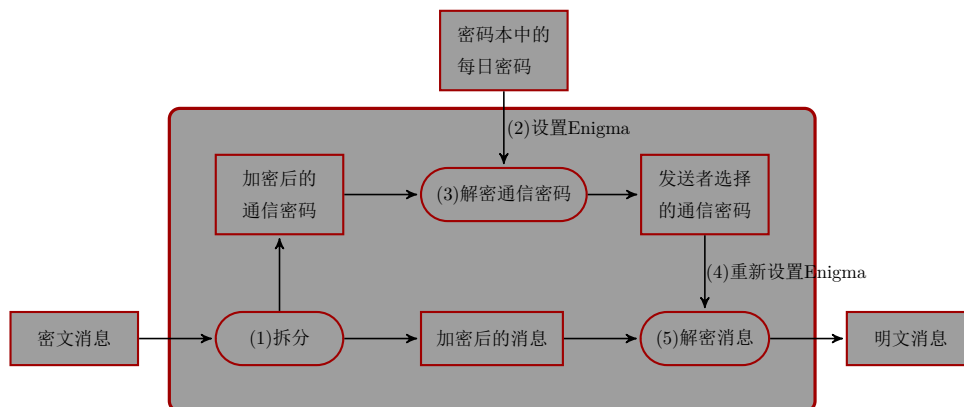 密码本中的
每日密码
(2)设置Enigma
加密后的
通信密码
(3)解密通信密码
发送者选择
的通信密码
(4)重新设置Enigma
密文消息
(1)拆分
加密后的消息
(5)解密消息
明文消息